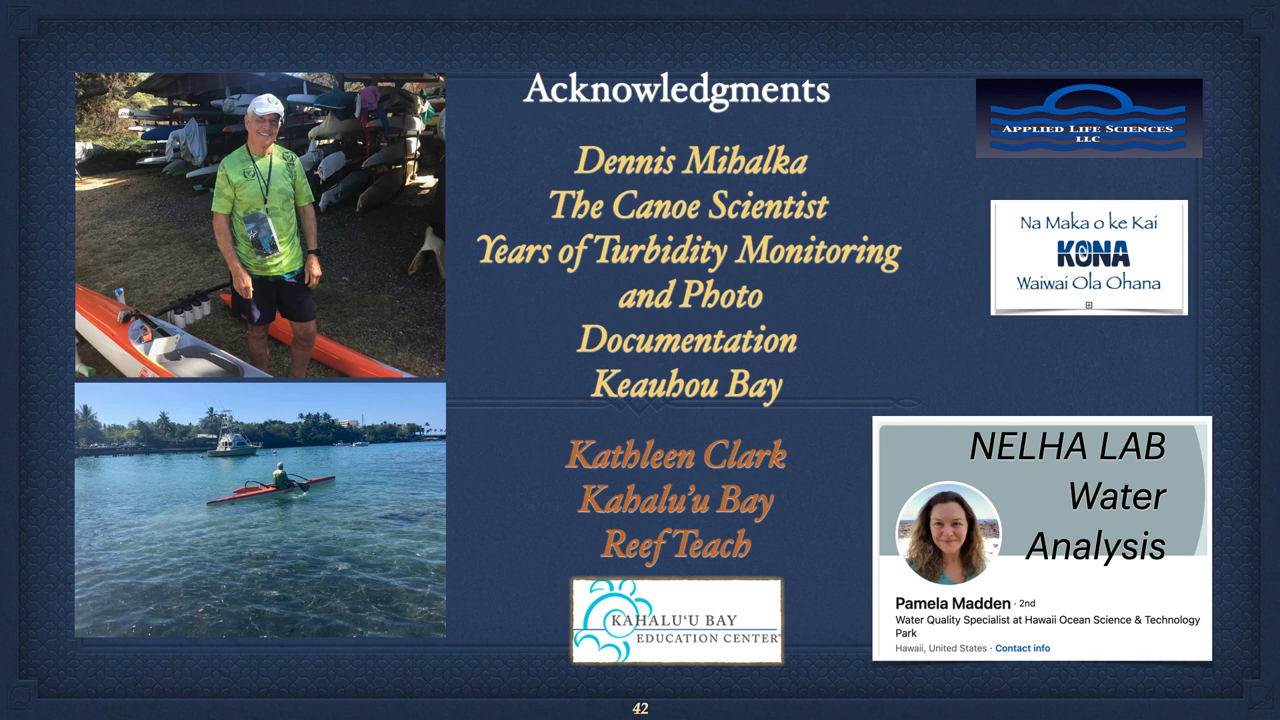 Acknowledgments
Dennis Mihalka
The Canoe Scientist
Years of Turbidity Monitoring
and Photo
Documentation
Keauhou Bay
Kathleen Clark
Kahalu’u Bay
Reef Teach
KAHALU‘U BAY
EDUCATION CENTER
APPLIED LIFE SCIENCES
LLC
Na Maka o ke Kai
KONA
Waiwai Ola Ohana
NELHA LAB
Water
Analysis
Pamela Madden · 2nd
Water Quality Specialist at Hawaii Ocean Science & Technology
Park
Hawaii, United States · Contact info
42